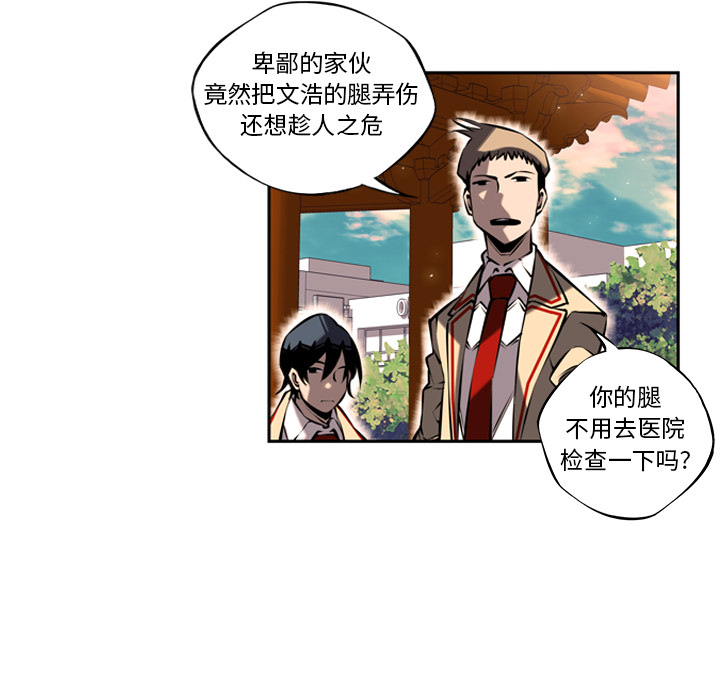 卑鄙的家伙
竟然把文浩的腿弄伤
还想趁人之危
你的腿
不用去医院
检查一下吗?